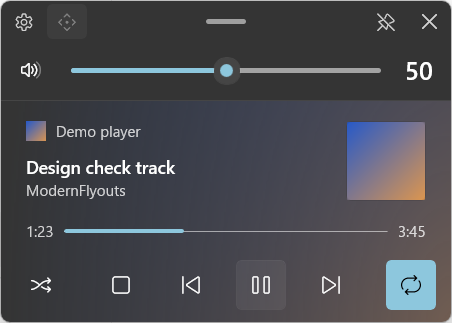 50
Demo player
Design check track
ModernFlyouts
1:23 3:45